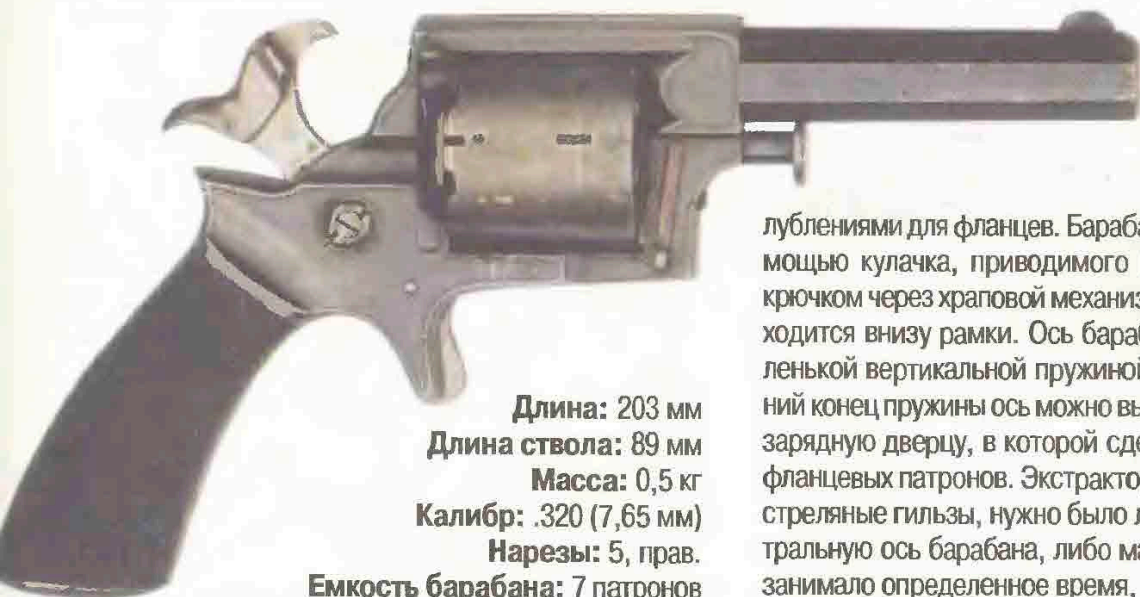 Длина: 203 мм
Длина ствола: 89 мм
Масса: 0,5 кг
Калибр: .320 (7,65 мм)
Нарезы: 5, прав.
Емкость барабана: 7 патронов
лублениями для фланцев. Бараба
мощью кулачка, приводимого
крючком через храповой механиз
ходится внизу рамки. Ось бараб
ленькой вертикальной пружиной
ний конец пружины ось можно вы
зарядную дверцу, в которой сде
фланцевых патронов. Экстракто
стреляные гильзы, нужно было л
тральную ось барабана, либо ма
занимало определенное время,